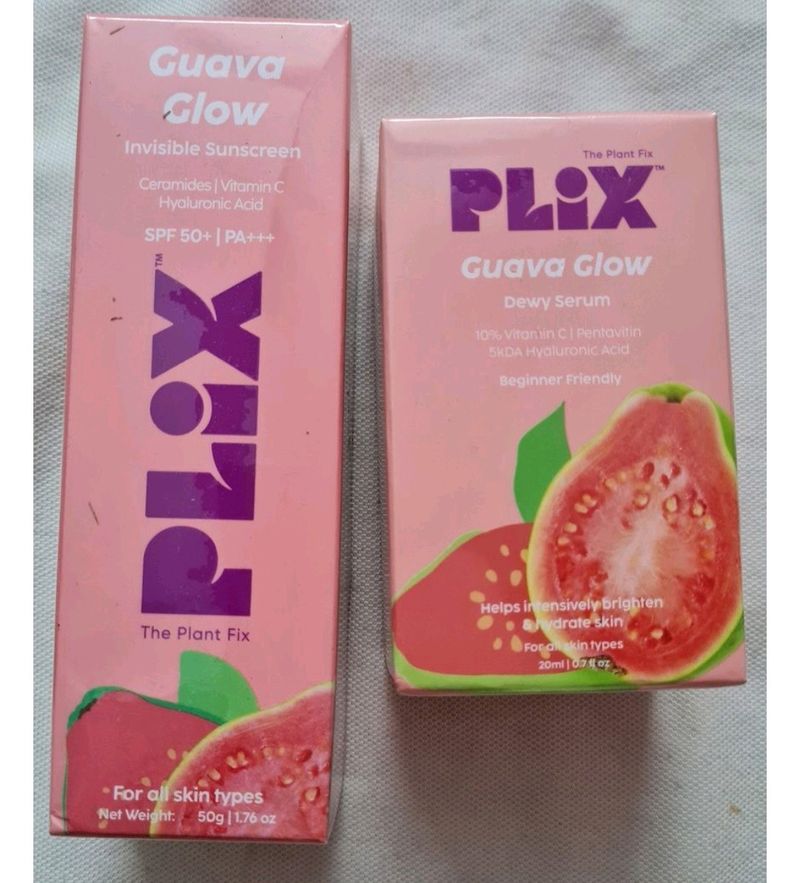 Guava
Glow
Invisible Sunscreen
Ceramides | Vitamin C
Hyaluronic Acid
SPF 50+ | PA+++
PLiX™
The Plant Fix
For all skin types
Net Weight: 50g | 1.76 oz
The Plant Fix
PLiX™
Guava Glow
Dewy Serum
10% Vitamin C | Pentavitin
5kDA Hyaluronic Acid
Beginner Friendly
Helps intensively brighten
& hydrate skin
For all skin types
20ml | 0.7 fl oz